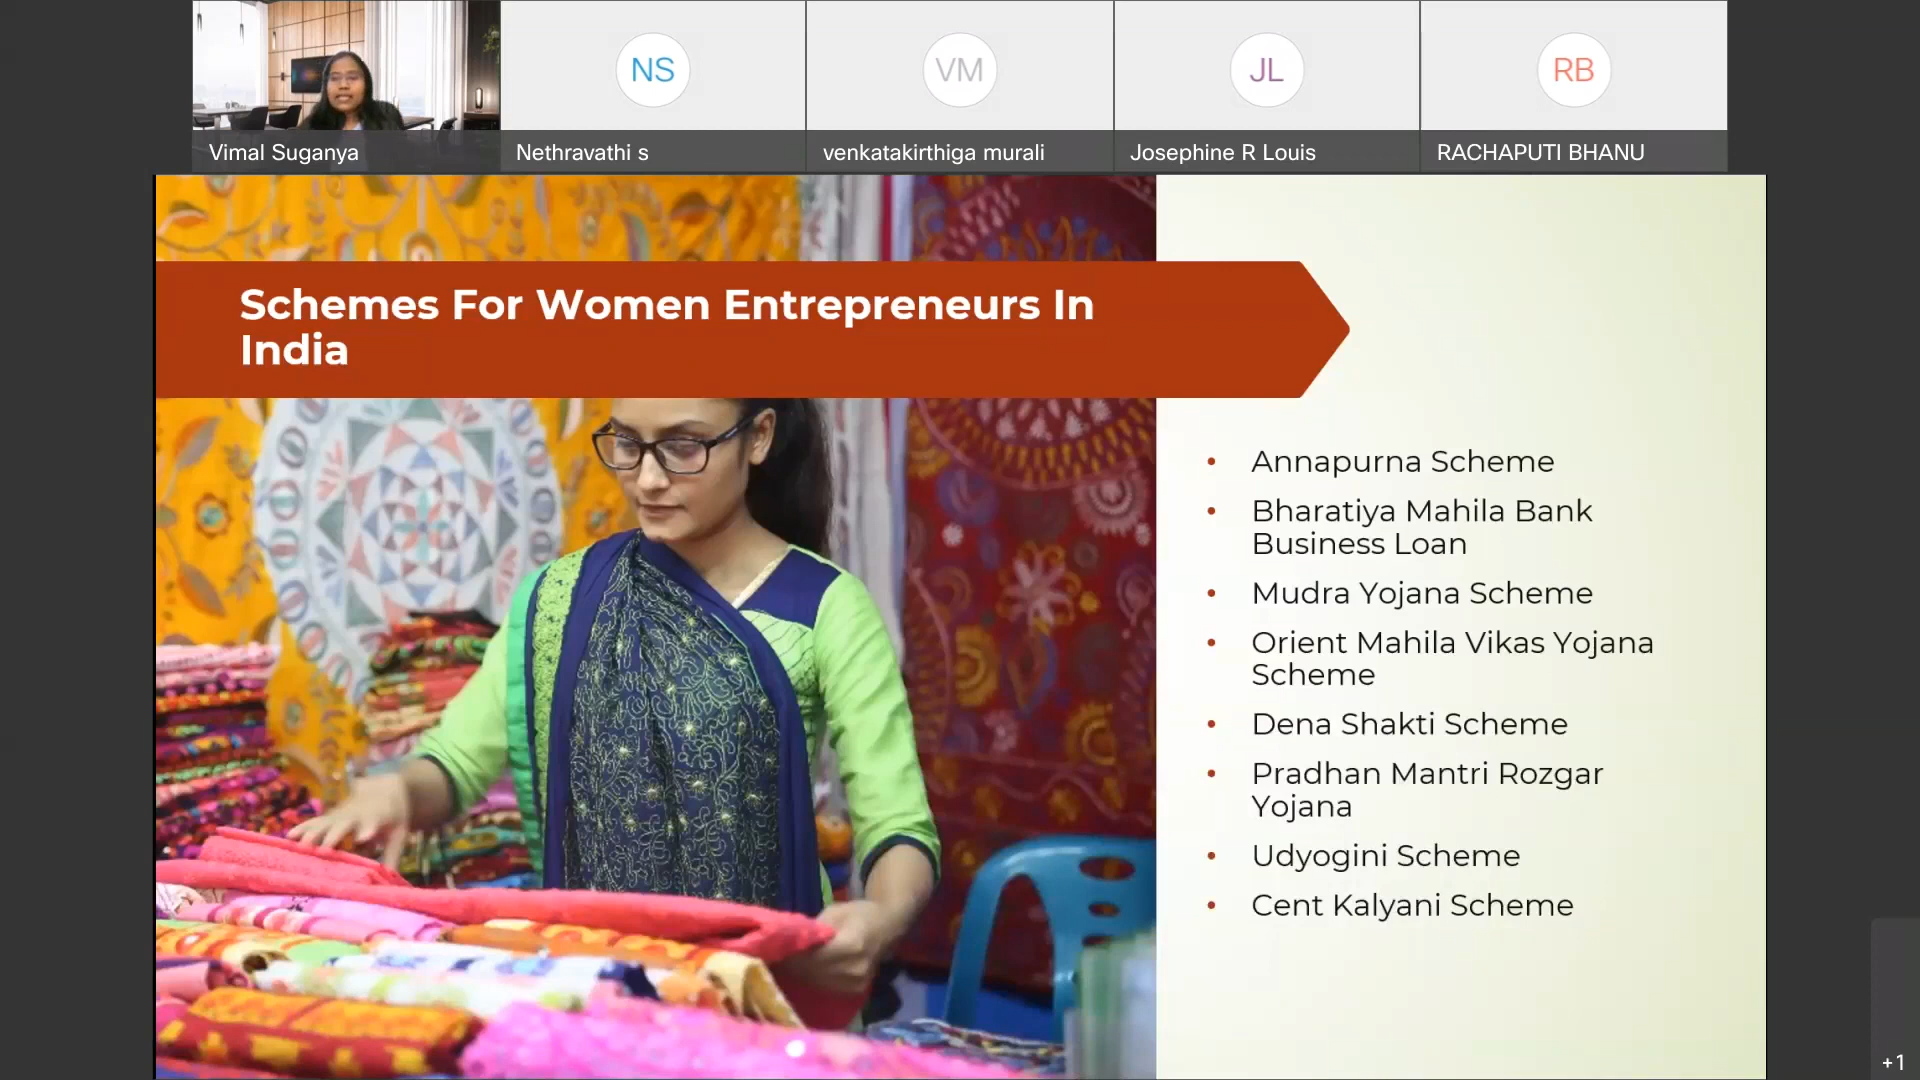 NS
VM
JL
RB
Vimal Suganya
Nethravathi s
venkatakirthiga murali
Josephine R Louis
RACHAPUTI BHANU
Schemes For Women Entrepreneurs In
India
• Annapurna Scheme
• Bharatiya Mahila Bank
Business Loan
• Mudra Yojana Scheme
• Orient Mahila Vikas Yojana
Scheme
• Dena Shakti Scheme
• Pradhan Mantri Rozgar
Yojana
• Udyogini Scheme
• Cent Kalyani Scheme
+1